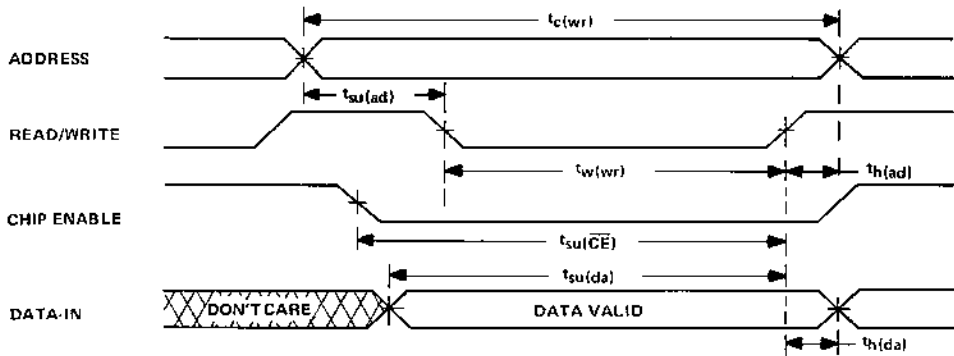 tc(wr)
ADDRESS
tsu(ad)
READ/WRITE
tw(wr)
th(ad)
CHIP ENABLE
tsu(C̅E̅)
tsu(da)
DATA-IN
DON'T CARE
DATA VALID
th(da)